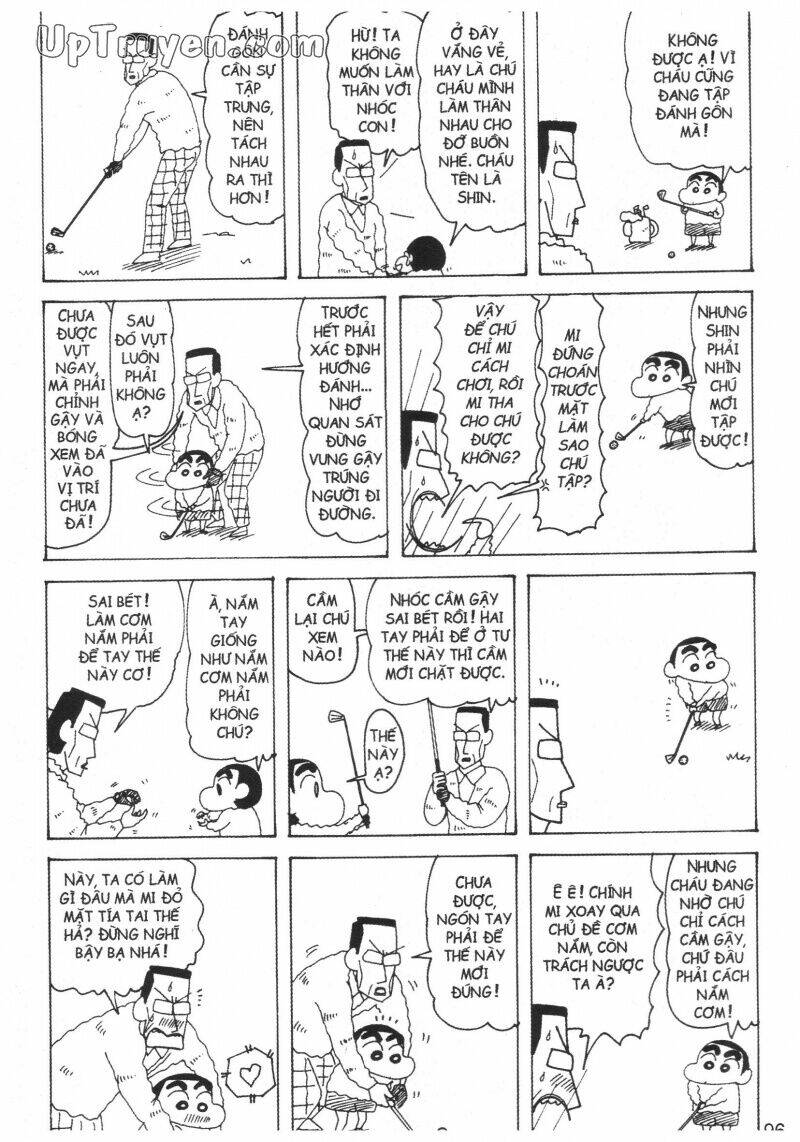 UpTruyen.com
KHÔNG
ĐƯỢC Ạ! VÌ
CHÁU CŨNG
ĐANG TẬP
ĐÁNH GÔN
MÀ!
Ở ĐÂY
VẮNG VẺ,
HAY LÀ CHÚ
CHÁU MÌNH
LÀM THÂN
NHAU CHO
ĐỠ BUỒN
NHÉ. CHÁU
TÊN LÀ
SHIN.
HỪ! TA
KHÔNG
MUỐN LÀM
THÂN VỚI
NHÓC
CON!
ĐÁNH
GÔN
CẦN SỰ
TẬP
TRUNG,
NÊN
TÁCH
NHAU
RA THÌ
HƠN!
NHƯNG
SHIN
PHẢI
NHÌN
CHÚ
MỚI
TẬP
ĐƯỢC!
MI
ĐỨNG
CHOÁN
TRƯỚC
MẶT
LÀM
SAO
CHÚ
TẬP?
VẬY
ĐỂ CHÚ
CHỈ MI
CÁCH
CHƠI, RỒI
MI THA
CHO CHÚ
ĐƯỢC
KHÔNG?
TRƯỚC
HẾT PHẢI
XÁC ĐỊNH
HƯỚNG
ĐÁNH...
NHỚ
QUAN SÁT
ĐỪNG
VUNG GẬY
TRÚNG
NGƯỜI ĐI
ĐƯỜNG.
SAU
ĐÓ VỤT
LUÔN
PHẢI
KHÔNG
Ạ?
CHƯA
ĐƯỢC
VỤT
NGAY,
MÀ PHẢI
CHỈNH
GẬY VÀ
BÓNG
XEM ĐÃ
VÀO
VỊ TRÍ
CHƯA
ĐÃ!
NHÓC CẦM GẬY
SAI BÉT RỒI! HAI
TAY PHẢI ĐỂ Ở TƯ
THẾ NÀY THÌ CẦM
MỚI CHẶT ĐƯỢC.
CẦM
LẠI CHÚ
XEM
NÀO!
THẾ
NÀY
Ạ?
À, NẮM
TAY
GIỐNG
NHƯ NẮM
CƠM NẮM
PHẢI
KHÔNG
CHÚ?
SAI BÉT!
LÀM CƠM
NẮM PHẢI
ĐỂ TAY THẾ
NÀY CƠ!
NHƯNG
CHÁU ĐANG
NHỜ CHÚ
CHỈ CÁCH
CẦM GẬY,
CHỨ ĐÂU
PHẢI CÁCH
NẮM
CƠM!
Ê Ê! CHÍNH
MI XOAY QUA
CHỦ ĐỀ CƠM
NẮM, CÒN
TRÁCH NGƯỢC
TA À?
CHƯA
ĐƯỢC,
NGÓN TAY
PHẢI ĐỂ
THẾ NÀY
MỚI
ĐÚNG!
NÀY, TA CÓ LÀM
GÌ ĐÂU MÀ MI ĐỎ
MẶT TÍA TAI THẾ
HẢ? ĐỪNG NGHĨ
BẬY BẠ NHÁ!